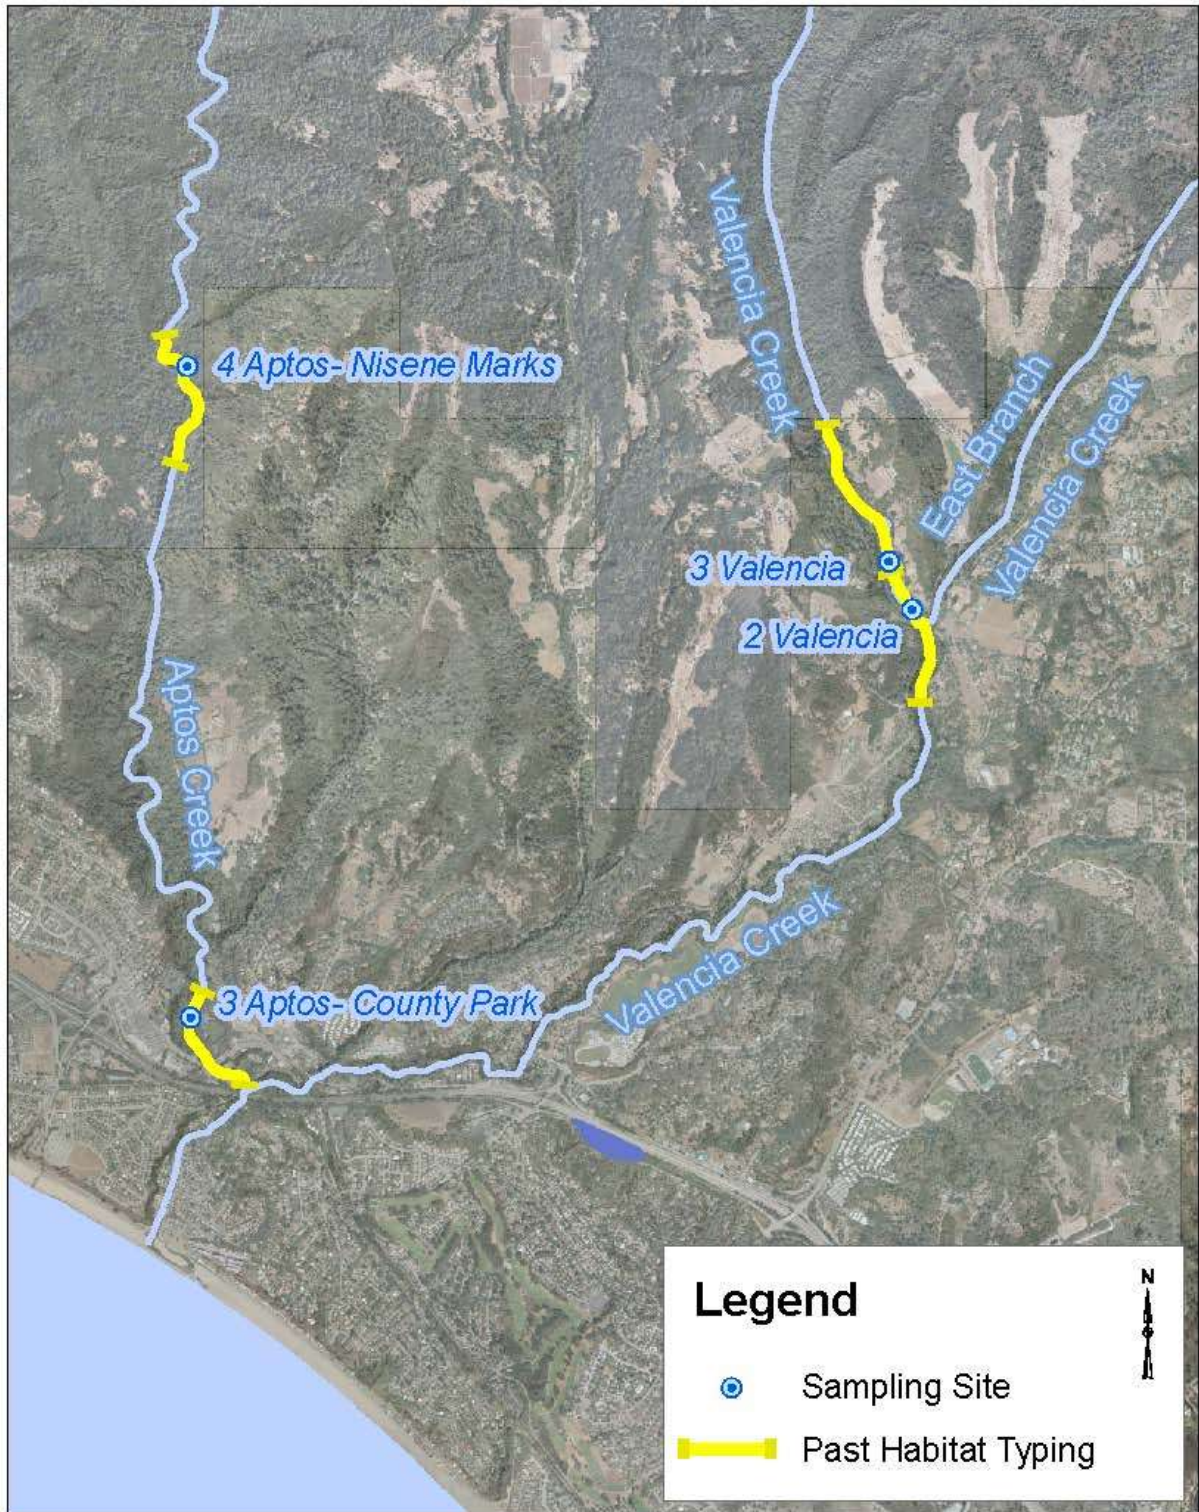 Valencia Creek
4 Aptos- Nisene Marks
East Branch
Valencia Creek
3 Valencia
2 Valencia
Aptos Creek
Valencia Creek
3 Aptos- County Park
Legend
N
Sampling Site
Past Habitat Typing